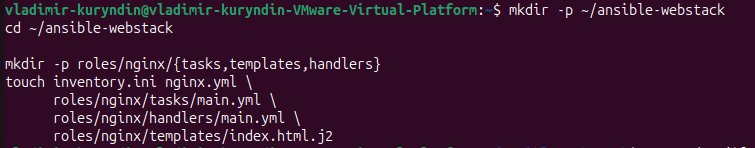 vladimir-kuryndin@vladimir-kuryndin-VMware-Virtual-Platform:~$ mkdir -p ~/ansible-webstack
cd ~/ansible-webstack

mkdir -p roles/nginx/{tasks,templates,handlers}
touch inventory.ini nginx.yml \
      roles/nginx/tasks/main.yml \
      roles/nginx/handlers/main.yml \
      roles/nginx/templates/index.html.j2